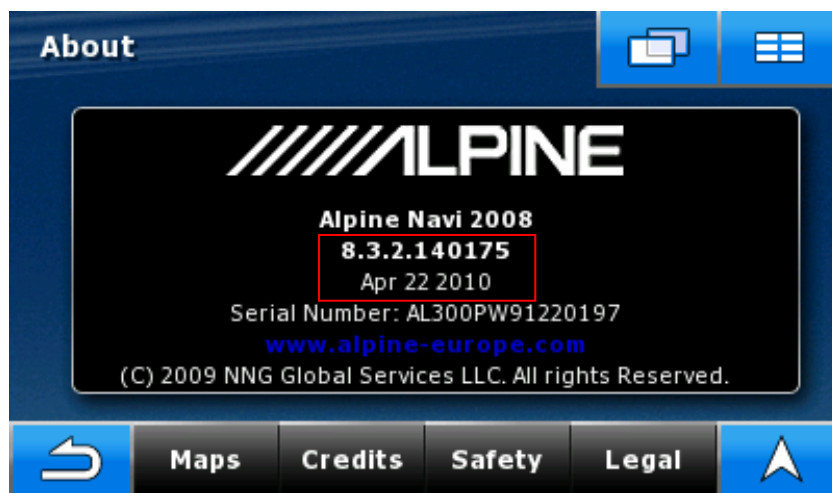 About
ALPINE
Alpine Navi 2008
8.3.2.140175
Apr 22 2010
Serial Number: AL300PW91220197
www.alpine-europe.com
(C) 2009 NNG Global Services LLC. All rights Reserved.
Maps Credits Safety Legal